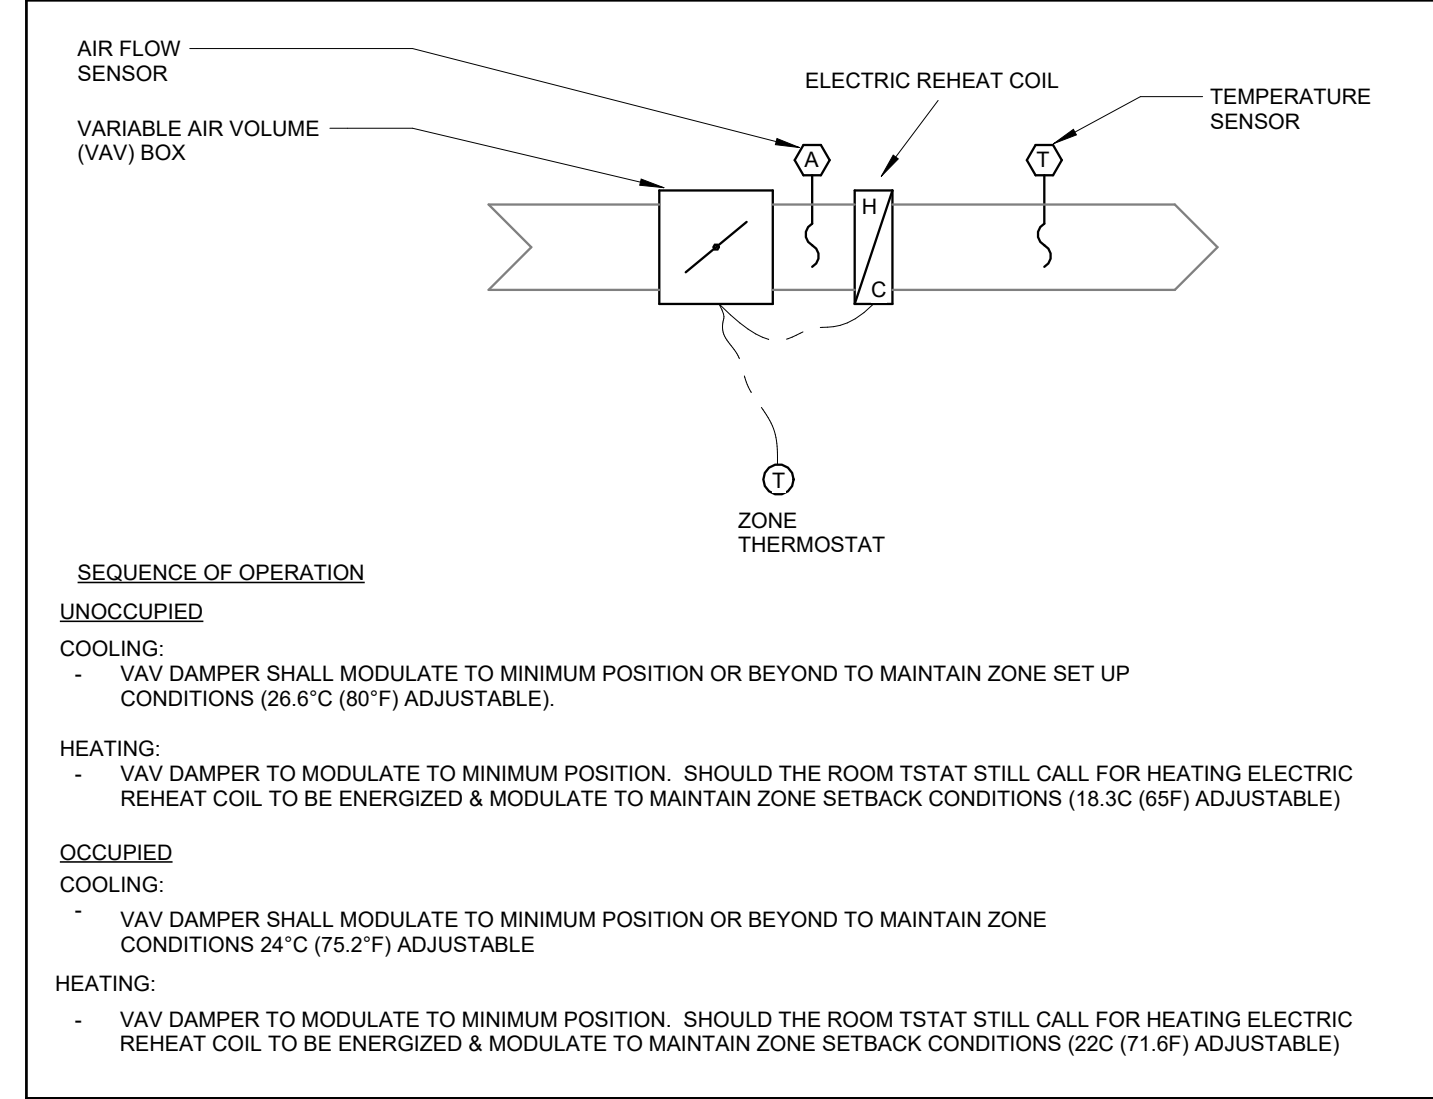 AIR FLOW
SENSOR
ELECTRIC REHEAT COIL
TEMPERATURE
SENSOR
VARIABLE AIR VOLUME
(VAV) BOX
A
T
H
C
T
ZONE
THERMOSTAT
SEQUENCE OF OPERATION
UNOCCUPIED
COOLING:
- VAV DAMPER SHALL MODULATE TO MINIMUM POSITION OR BEYOND TO MAINTAIN ZONE SET UP
CONDITIONS (26.6°C (80°F) ADJUSTABLE).
HEATING:
- VAV DAMPER TO MODULATE TO MINIMUM POSITION. SHOULD THE ROOM TSTAT STILL CALL FOR HEATING ELECTRIC
REHEAT COIL TO BE ENERGIZED & MODULATE TO MAINTAIN ZONE SETBACK CONDITIONS (18.3C (65F) ADJUSTABLE)
OCCUPIED
COOLING:
- VAV DAMPER SHALL MODULATE TO MINIMUM POSITION OR BEYOND TO MAINTAIN ZONE
CONDITIONS 24°C (75.2°F) ADJUSTABLE
HEATING:
- VAV DAMPER TO MODULATE TO MINIMUM POSITION. SHOULD THE ROOM TSTAT STILL CALL FOR HEATING ELECTRIC
REHEAT COIL TO BE ENERGIZED & MODULATE TO MAINTAIN ZONE SETBACK CONDITIONS (22C (71.6F) ADJUSTABLE)